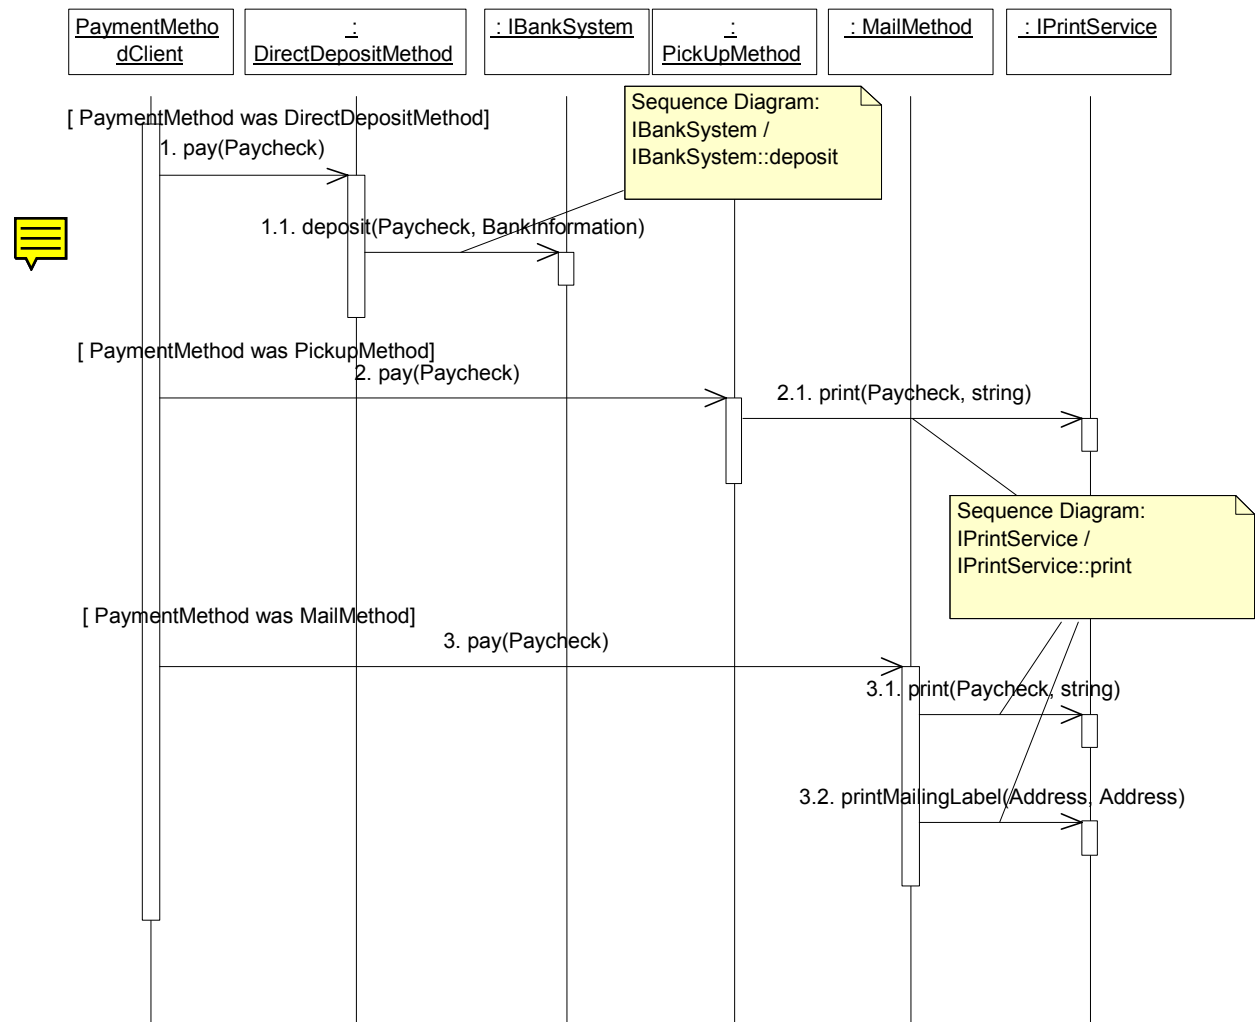 PaymentMetho
dClient
:
DirectDepositMethod
: IBankSystem
:
PickUpMethod
: MailMethod
: IPrintService
[ PaymentMethod was DirectDepositMethod]
1. pay(Paycheck)
Sequence Diagram:
IBankSystem /
IBankSystem::deposit
1.1. deposit(Paycheck, BankInformation)
[ PaymentMethod was PickupMethod]
2. pay(Paycheck)
2.1. print(Paycheck, string)
Sequence Diagram:
IPrintService /
IPrintService::print
[ PaymentMethod was MailMethod]
3. pay(Paycheck)
3.1. print(Paycheck, string)
3.2. printMailingLabel(Address, Address)